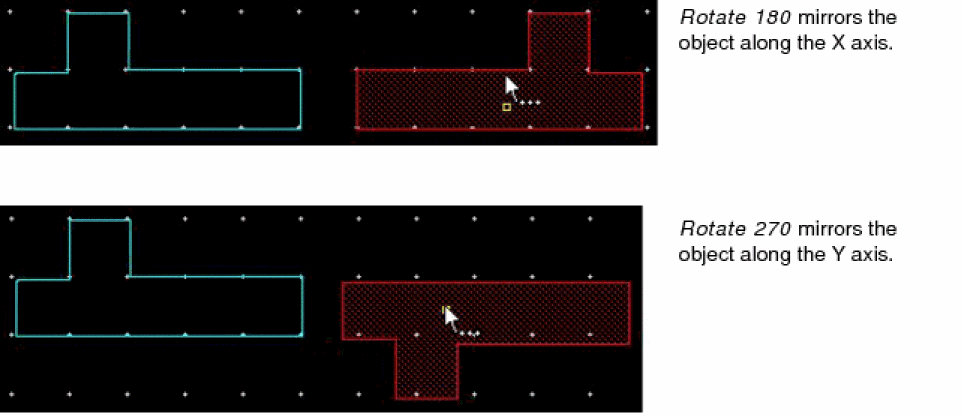 Rotate 180 mirrors the
object along the X axis.
Rotate 270 mirrors the
object along the Y axis.